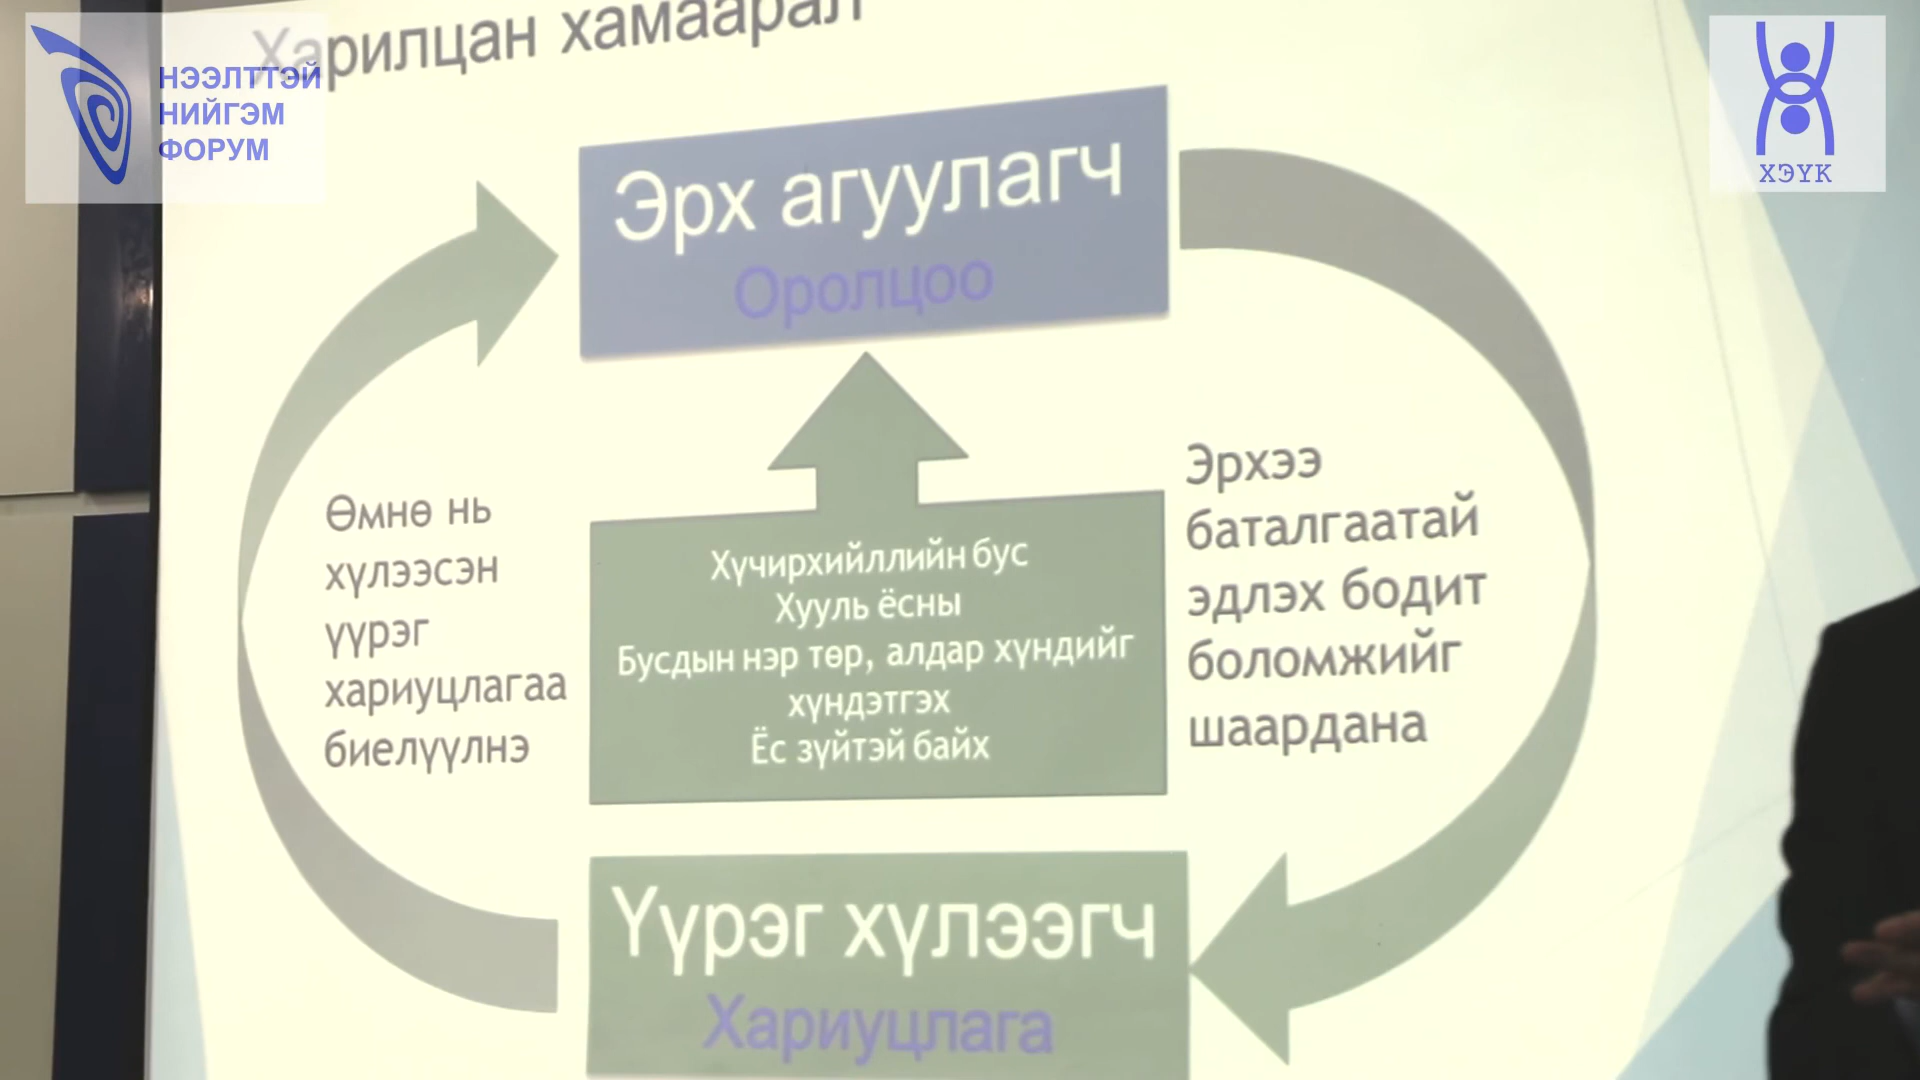 Харилцан хамаарал
НЭЭЛТТЭЙ
НИЙГЭМ
ФОРУМ
ХЭҮК
Эрх агуулагч
Оролцоо
Өмнө нь
хүлээсэн
үүрэг
хариуцлагаа
биелүүлнэ
Хүчирхийллийн бус
Хууль ёсны
Бусдын нэр төр, алдар хүндийг
хүндэтгэх
Ёс зүйтэй байх
Эрхээ
баталгаатай
эдлэх бодит
боломжийг
шаардана
Үүрэг хүлээгч
Хариуцлага